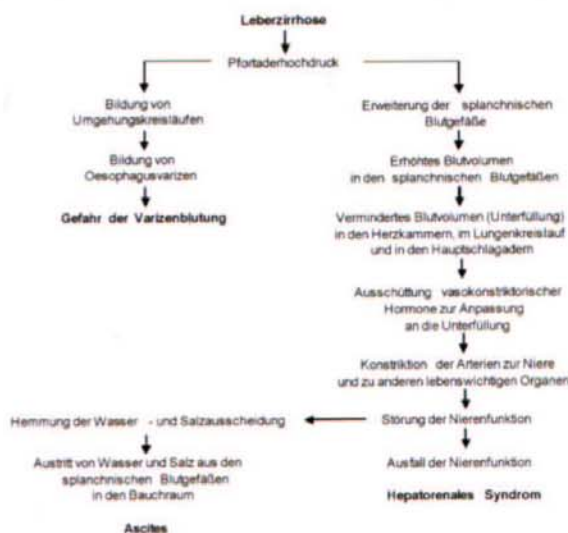 Leberzirrhose
Pfortaderhochdruck
Bildung von
Umgehungskreisläufen
Bildung von
Oesophagusvarizen
Gefahr der Varizenblutung
Erweiterung der splanchnischen
Blutgefäße
Erhöhtes Blutvolumen
in den splanchnischen Blutgefäßen
Vermindertes Blutvolumen (Unterfüllung)
in den Herzkammern, im Lungenkreislauf
und in den Hauptschlagadern
Ausschüttung vasokonstriktorischer
Hormone zur Anpassung
an die Unterfüllung
Konstriktion der Arterien zur Niere
und zu anderen lebenswichtigen Organen
Störung der Nierenfunktion
Ausfall der Nierenfunktion
Hepatorenales Syndrom
Hemmung der Wasser - und Salzausscheidung
Austritt von Wasser und Salz aus den
splanchnischen Blutgefäßen
in den Bauchraum
Ascites